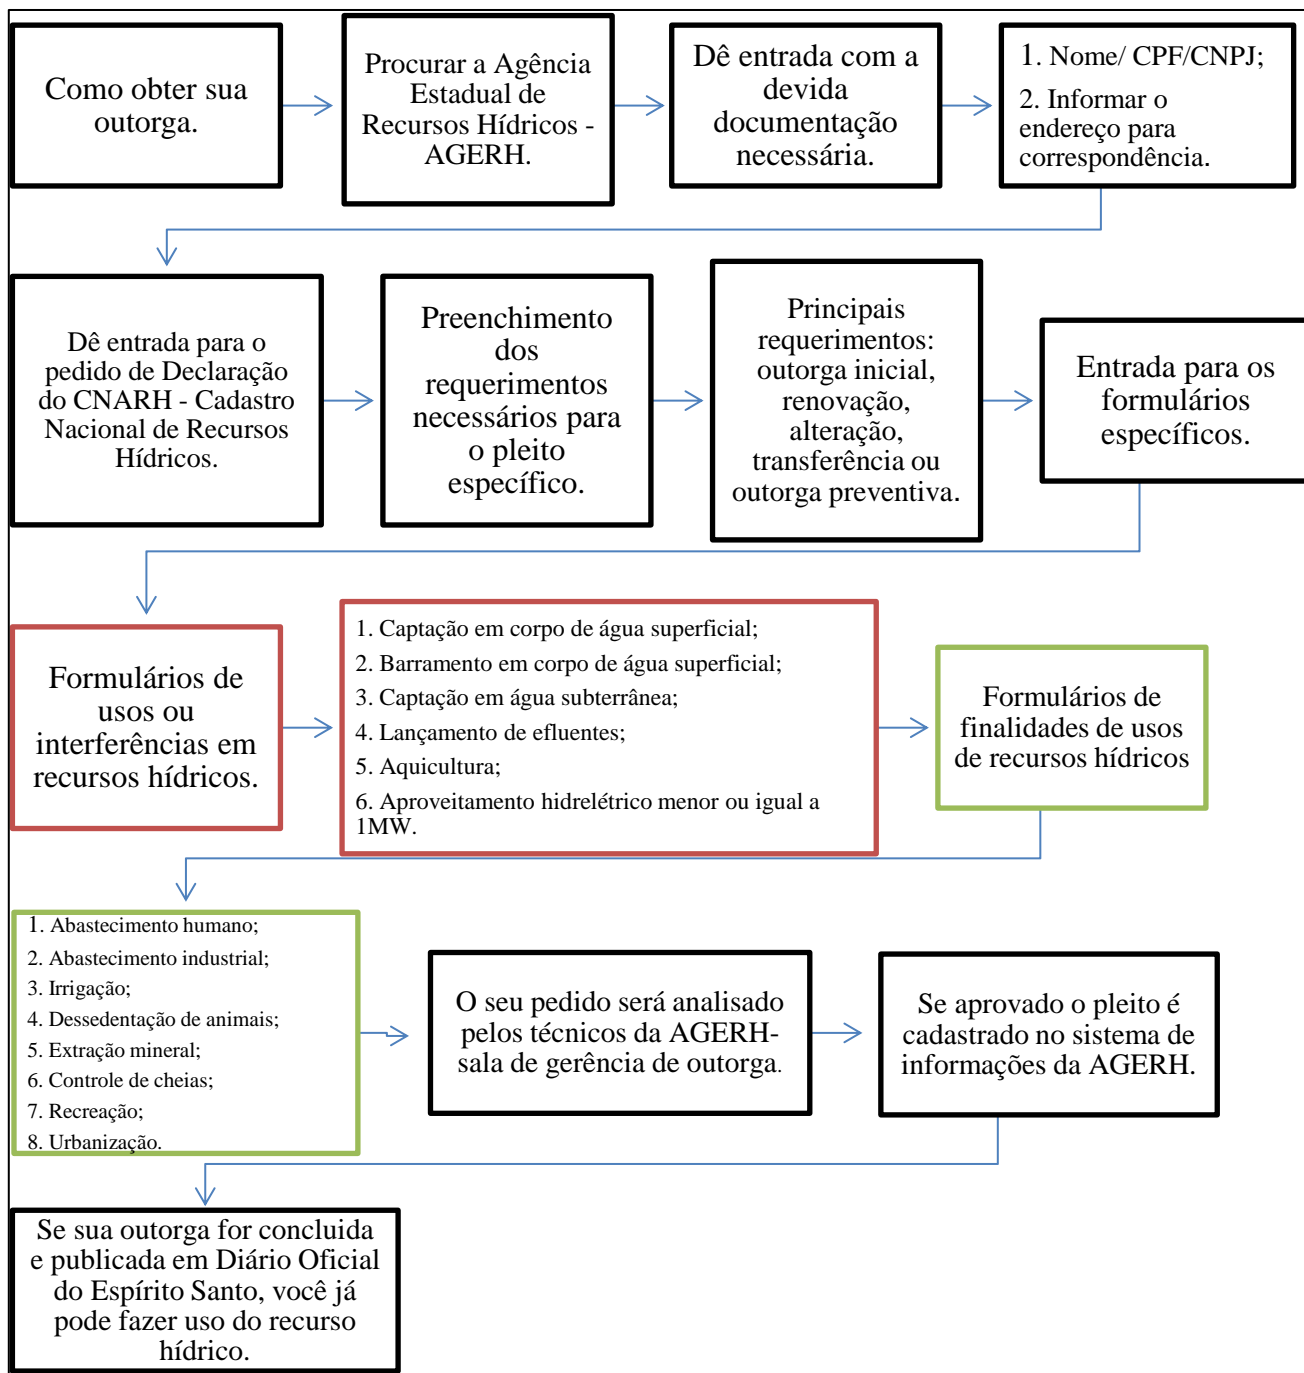 Como obter sua
outorga.
Procurar a Agência
Estadual de
Recursos Hídricos -
AGERH.
Dê entrada com a
devida
documentação
necessária.
1. Nome/ CPF/CNPJ;
2. Informar o
endereço para
correspondência.
Dê entrada para o
pedido de Declaração
do CNARH - Cadastro
Nacional de Recursos
Hídricos.
Preenchimento
dos
requerimentos
necessários para
o pleito
específico.
Principais
requerimentos:
outorga inicial,
renovação,
alteração,
transferência ou
outorga preventiva.
Entrada para os
formulários
específicos.
Formulários de
usos ou
interferências em
recursos hídricos.
1. Captação em corpo de água superficial;
2. Barramento em corpo de água superficial;
3. Captação em água subterrânea;
4. Lançamento de efluentes;
5. Aquicultura;
6. Aproveitamento hidrelétrico menor ou igual a
1MW.
Formulários de
finalidades de usos
de recursos hídricos
1. Abastecimento humano;
2. Abastecimento industrial;
3. Irrigação;
4. Dessedentação de animais;
5. Extração mineral;
6. Controle de cheias;
7. Recreação;
8. Urbanização.
O seu pedido será analisado
pelos técnicos da AGERH-
sala de gerência de outorga.
Se aprovado o pleito é
cadastrado no sistema de
informações da AGERH.
Se sua outorga for concluida
e publicada em Diário Oficial
do Espírito Santo, você já
pode fazer uso do recurso
hídrico.